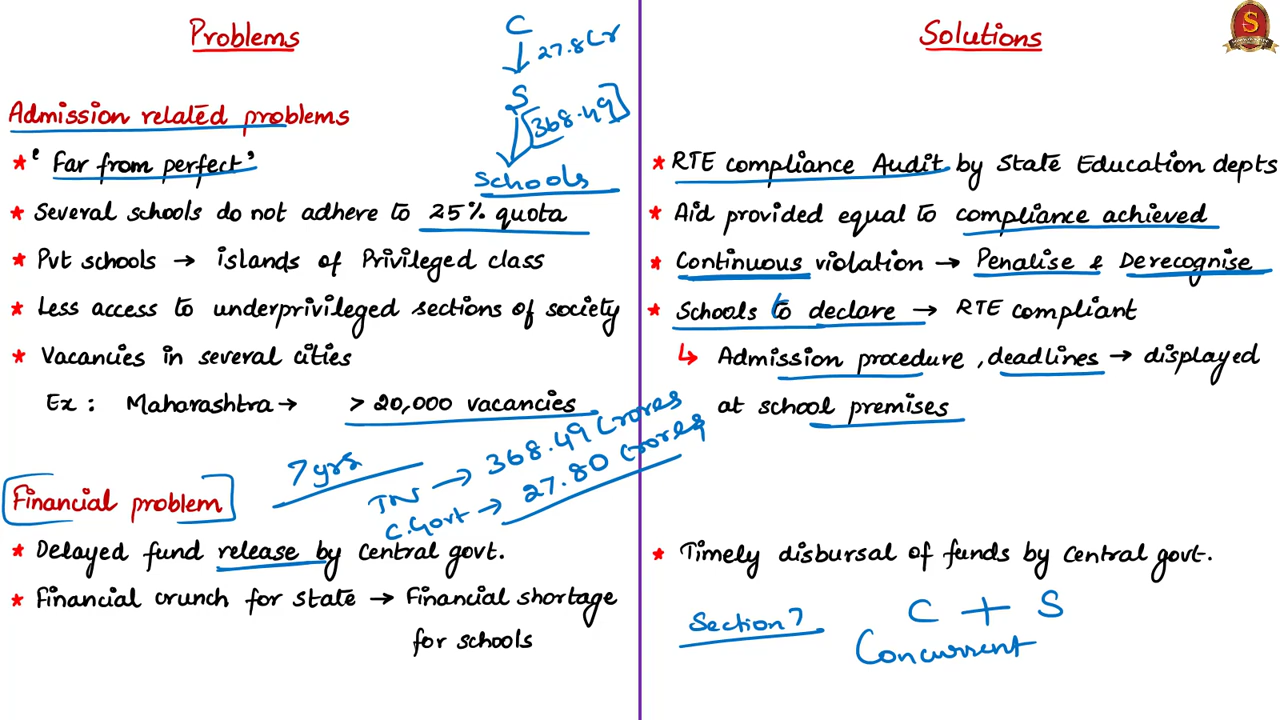 Problems
C
↓ 27.8 Cr
S
[368.49]
Schools
Admission related problems
* 'Far from perfect'
* Several schools do not adhere to 25% quota
* Pvt schools → islands of Privileged class
* Less access to underprivileged sections of society
* Vacancies in several cities
Ex : Maharashtra → > 20,000 vacancies
7 yrs
TN → 368.49 Crores
C. Govt → 27.80 Crores
Financial problem
* Delayed fund release by central govt.
* Financial crunch for state → Financial shortage
for schools
Solutions
S
* RTE compliance Audit by State Education depts
* Aid provided equal to compliance achieved
* Continuous violation → Penalise & Derecognise
* Schools to declare → RTE compliant
↳ Admission procedure, deadlines → displayed
at school premises
* Timely disbursal of funds by central govt.
Section 7
C + S
Concurrent